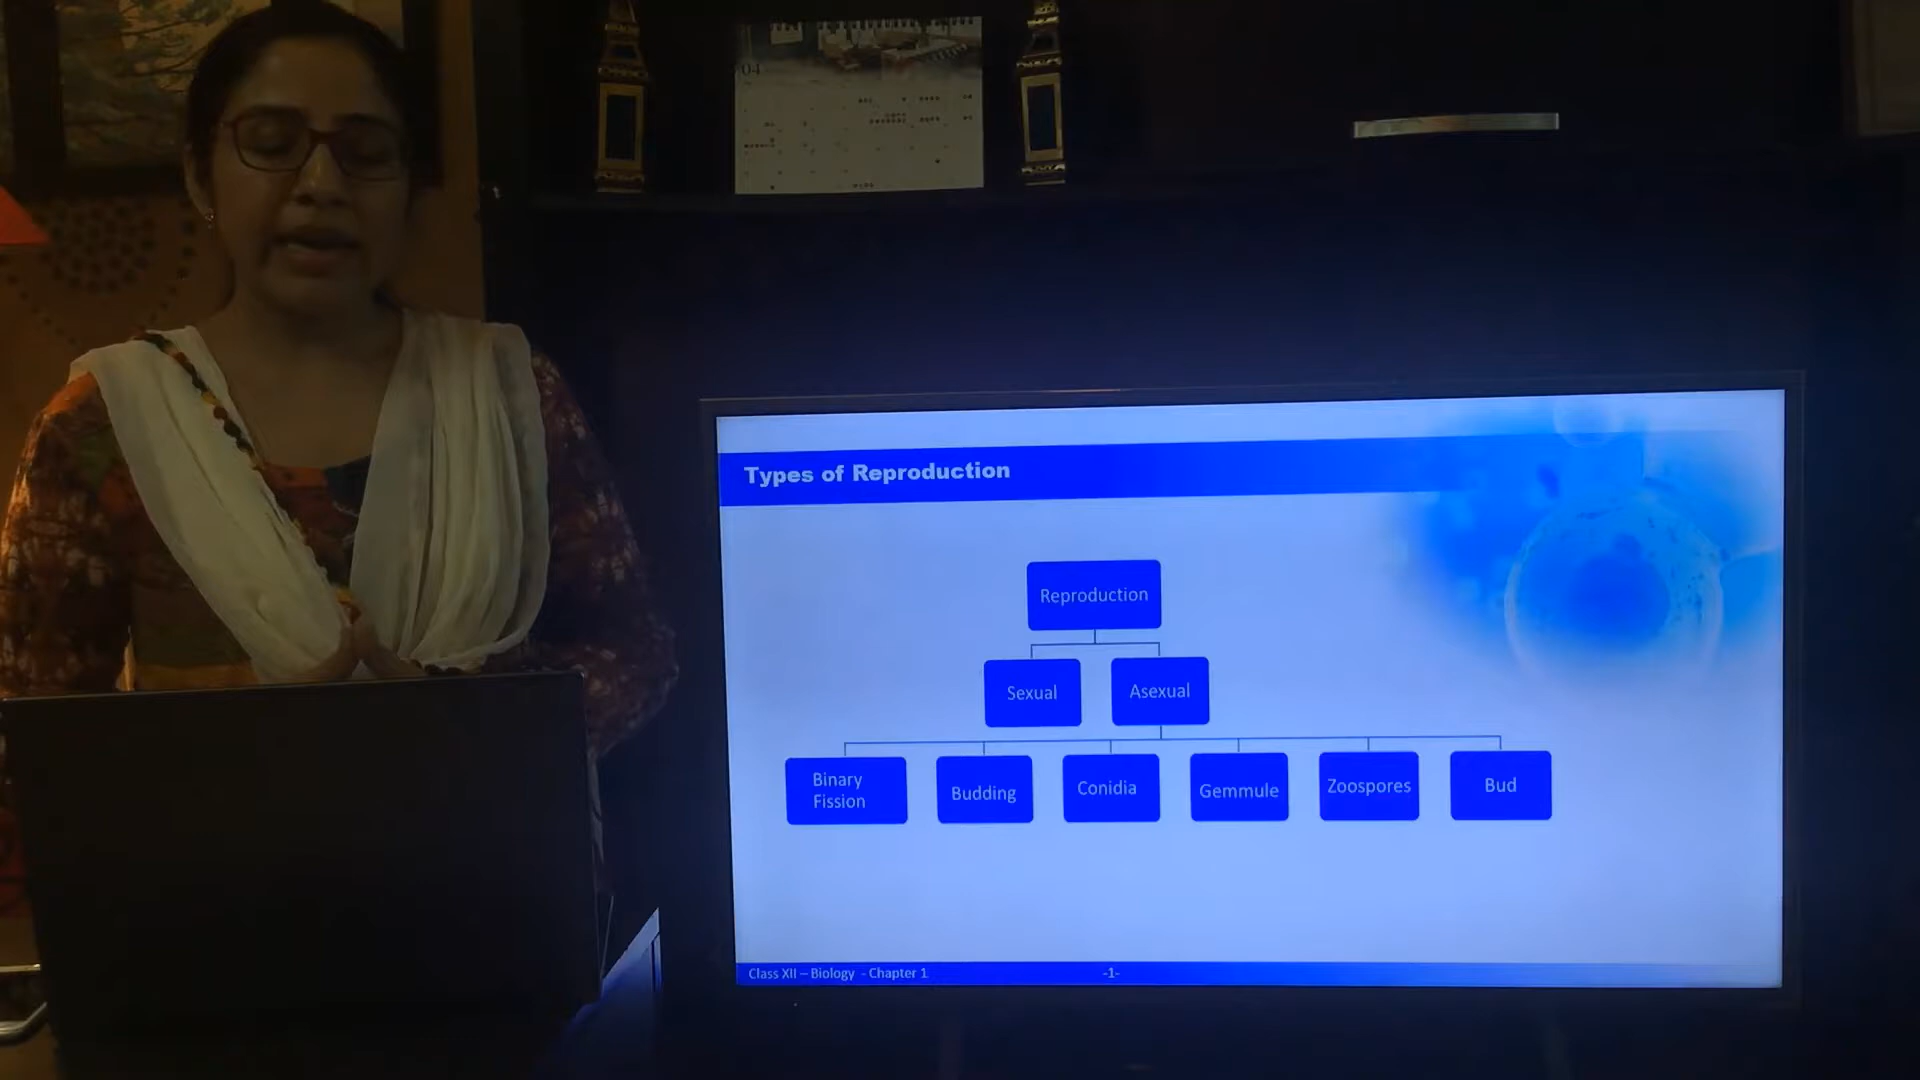 04
Types of Reproduction
Reproduction
Sexual
Asexual
Binary
Fission
Budding
Conidia
Gemmule
Zoospores
Bud
Class XII – Biology - Chapter 1
-1-